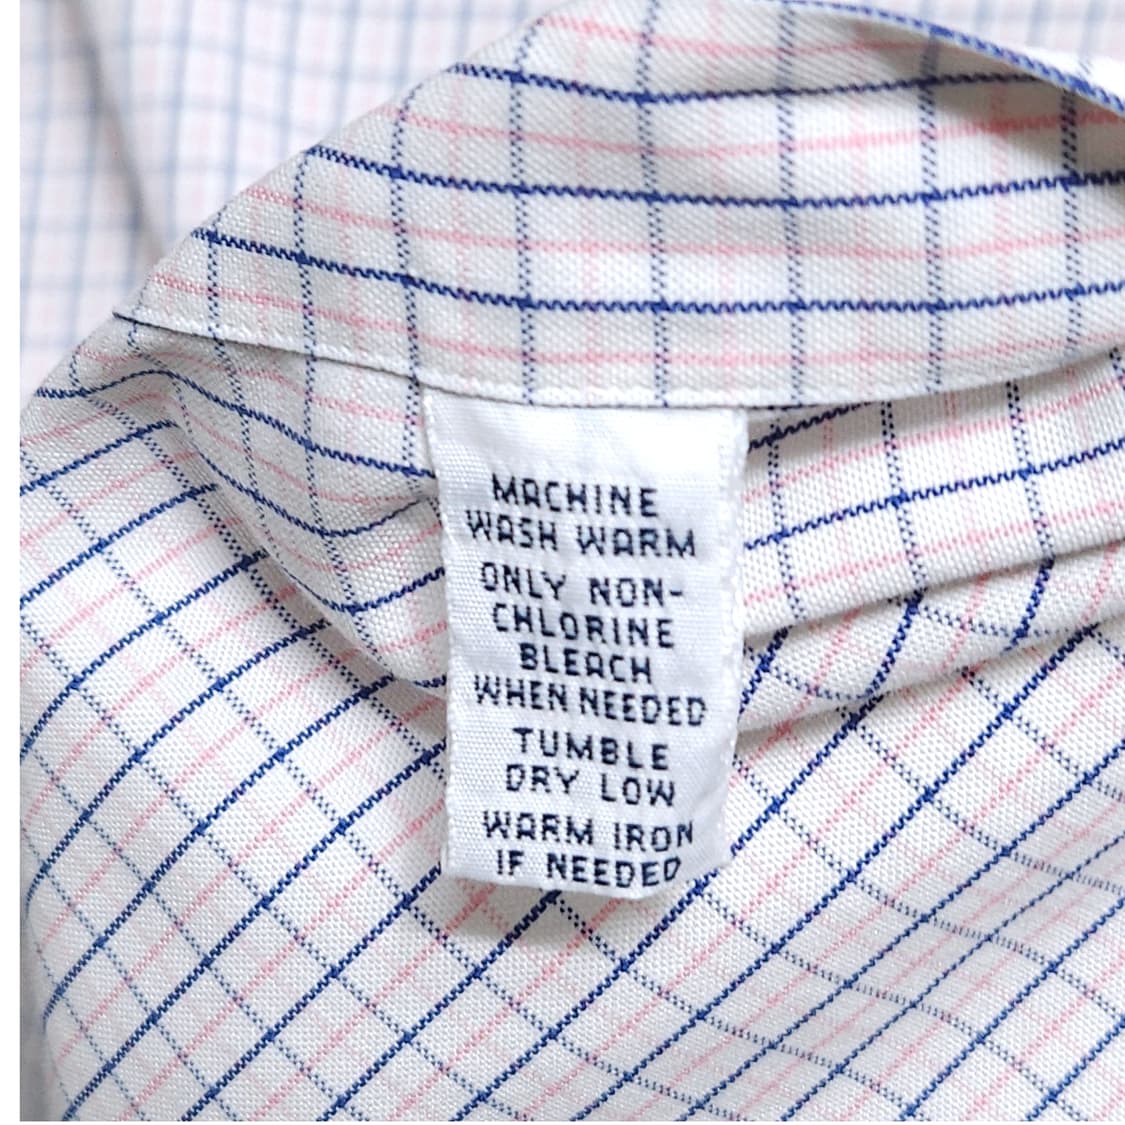 MACHINE
WASH WARM
ONLY NON-
CHLORINE
BLEACH
WHEN NEEDED
TUMBLE
DRY LOW
WARM IRON
IF NEEDED